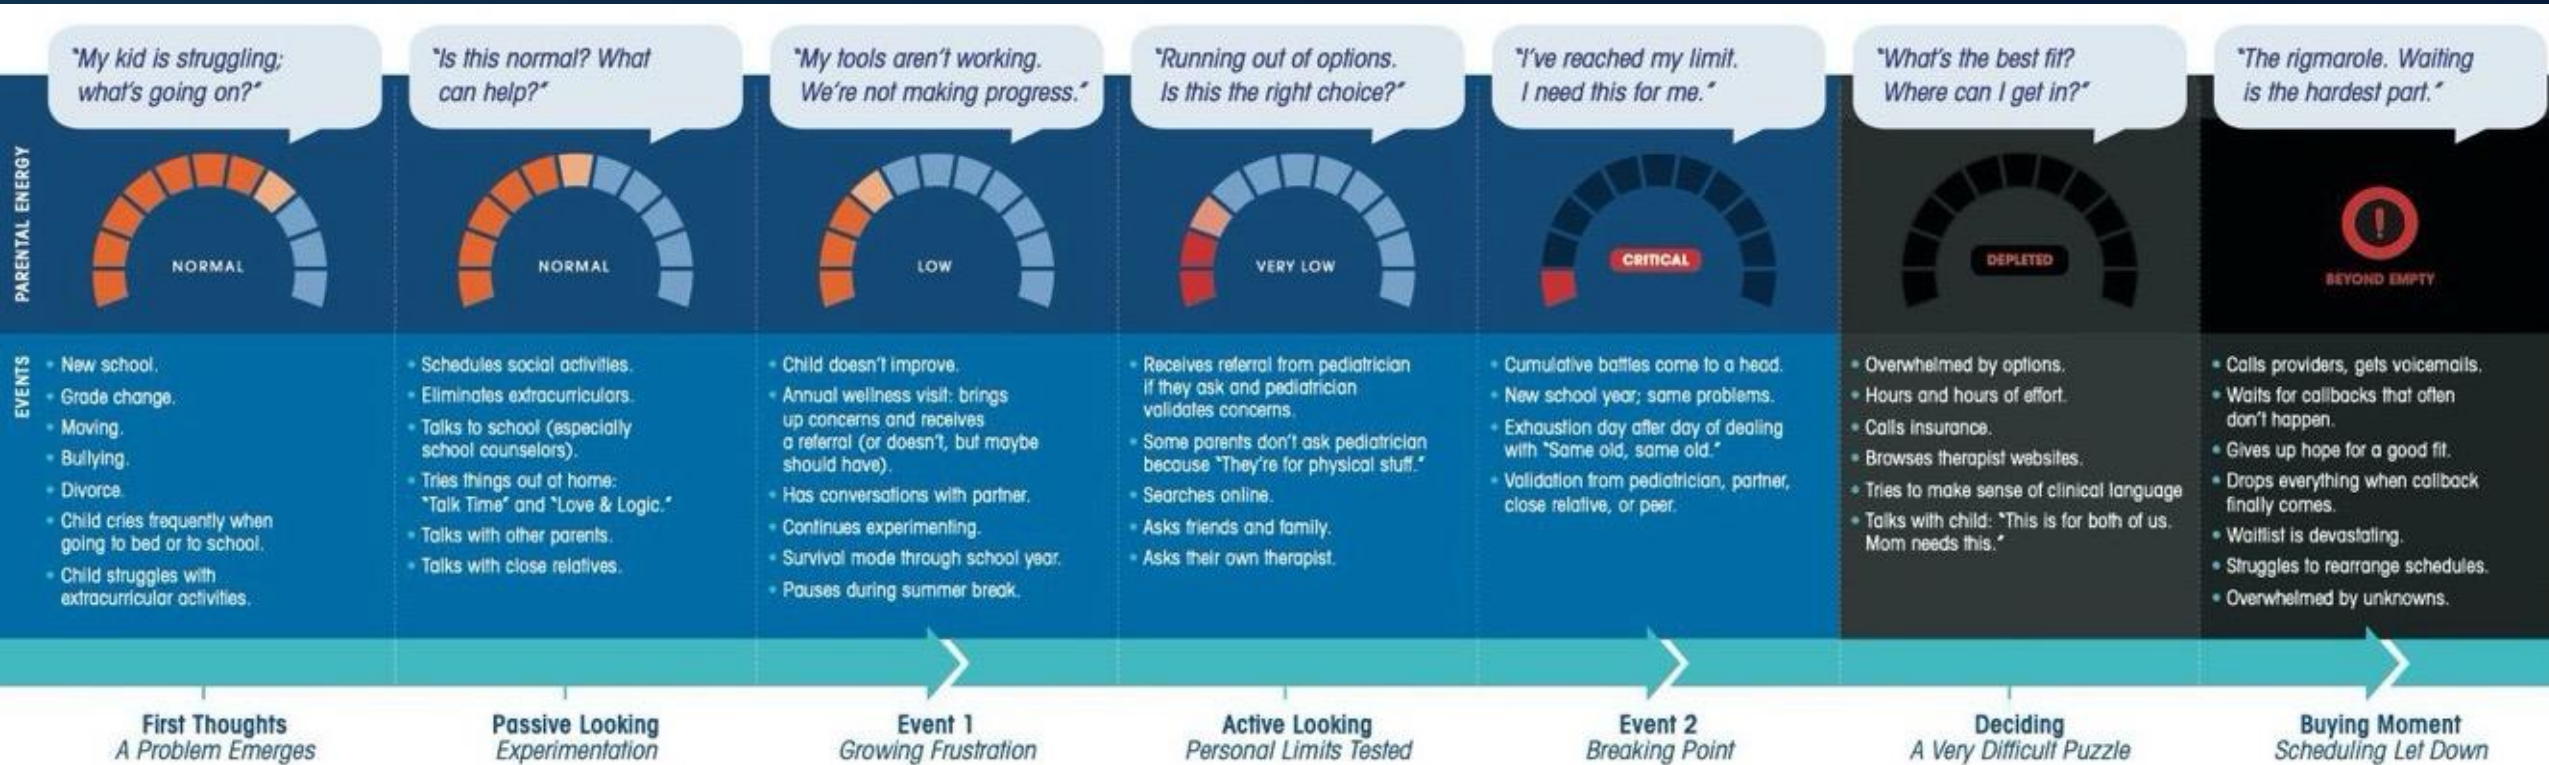 "My kid is struggling;
what's going on?"
"Is this normal? What
can help?"
"My tools aren't working.
We're not making progress."
"Running out of options.
Is this the right choice?"
"I've reached my limit.
I need this for me."
"What's the best fit?
Where can I get in?"
"The rigmarole. Waiting
is the hardest part."
PARENTAL ENERGY
NORMAL
NORMAL
LOW
VERY LOW
CRITICAL
DEPLETED
!
BEYOND EMPTY
EVENTS
• New school.
• Grade change.
• Moving.
• Bullying.
• Divorce.
• Child cries frequently when
going to bed or to school.
• Child struggles with
extracurricular activities.
• Schedules social activities.
• Eliminates extracurriculars.
• Talks to school (especially
school counselors).
• Tries things out at home:
"Talk Time" and "Love & Logic."
• Talks with other parents.
• Talks with close relatives.
• Child doesn't improve.
• Annual wellness visit: brings
up concerns and receives
a referral (or doesn't, but maybe
should have).
• Has conversations with partner.
• Continues experimenting.
• Survival mode through school year.
• Pauses during summer break.
• Receives referral from pediatrician
if they ask and pediatrician
validates concerns.
• Some parents don't ask pediatrician
because "They're for physical stuff."
• Searches online.
• Asks friends and family.
• Asks their own therapist.
• Cumulative battles come to a head.
• New school year; same problems.
• Exhaustion day after day of dealing
with "Same old, same old."
• Validation from pediatrician, partner,
close relative, or peer.
• Overwhelmed by options.
• Hours and hours of effort.
• Calls insurance.
• Browses therapist websites.
• Tries to make sense of clinical language
• Talks with child: "This is for both of us.
Mom needs this."
• Calls providers, gets voicemails.
• Waits for callbacks that often
don't happen.
• Gives up hope for a good fit.
• Drops everything when callback
finally comes.
• Waitlist is devastating.
• Struggles to rearrange schedules.
• Overwhelmed by unknowns.
First Thoughts
A Problem Emerges
Passive Looking
Experimentation
Event 1
Growing Frustration
Active Looking
Personal Limits Tested
Event 2
Breaking Point
Deciding
A Very Difficult Puzzle
Buying Moment
Scheduling Let Down